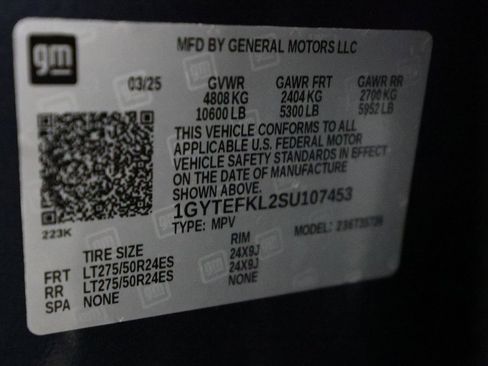 gm
MFD BY GENERAL MOTORS LLC
03/25 GVWR GAWR FRT GAWR RR
4808 KG 2404 KG 2700 KG
10600 LB 5300 LB 5952 LB
THIS VEHICLE CONFORMS TO ALL
APPLICABLE U.S. FEDERAL MOTOR
VEHICLE SAFETY STANDARDS IN EFFECT
ON THE DATE OF MANUFACTURE
SHOWN ABOVE.
1GYTEFKL2SU107453
223K
TYPE: MPV MODEL:
TIRE SIZE RIM
FRT LT275/50R24ES 24X9J
RR LT275/50R24ES 24X9J
SPA NONE NONE